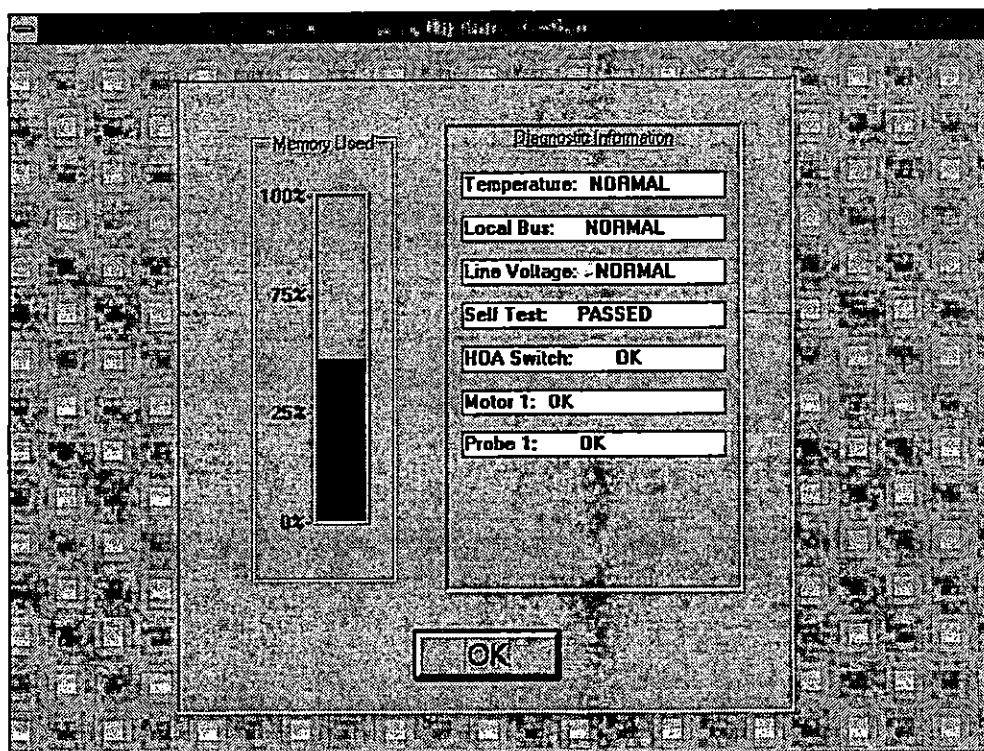 Memory Used
100%
75%
25%
0%
Diagnostic Information
Temperature: NORMAL
Local Bus: NORMAL
Line Voltage: NORMAL
Self Test: PASSED
HOA Switch: OK
Motor 1: OK
Probe 1: OK
OK